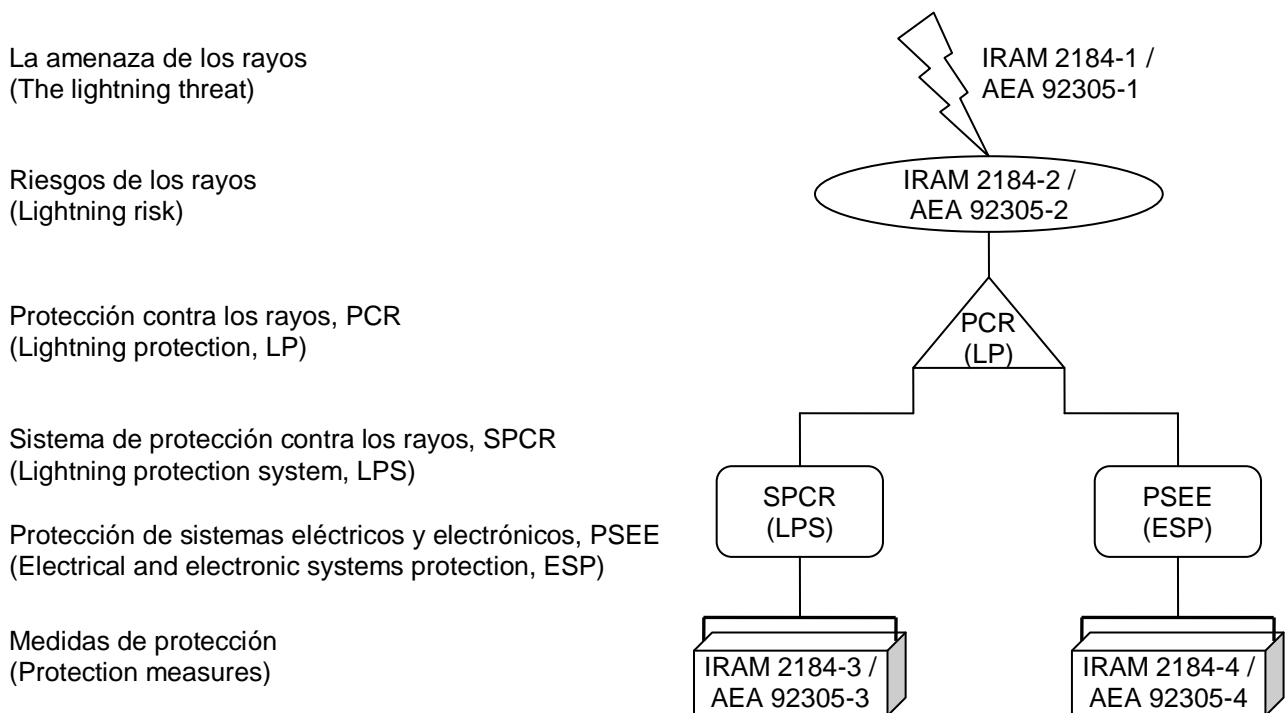 La amenaza de los rayos
(The lightning threat)
IRAM 2184-1 /
AEA 92305-1
Riesgos de los rayos
(Lightning risk)
IRAM 2184-2 /
AEA 92305-2
Protección contra los rayos, PCR
(Lightning protection, LP)
PCR
(LP)
Sistema de protección contra los rayos, SPCR
(Lightning protection system, LPS)
Protección de sistemas eléctricos y electrónicos, PSEE
(Electrical and electronic systems protection, ESP)
SPCR
(LPS)
PSEE
(ESP)
Medidas de protección
(Protection measures)
IRAM 2184-3 /
AEA 92305-3
IRAM 2184-4 /
AEA 92305-4